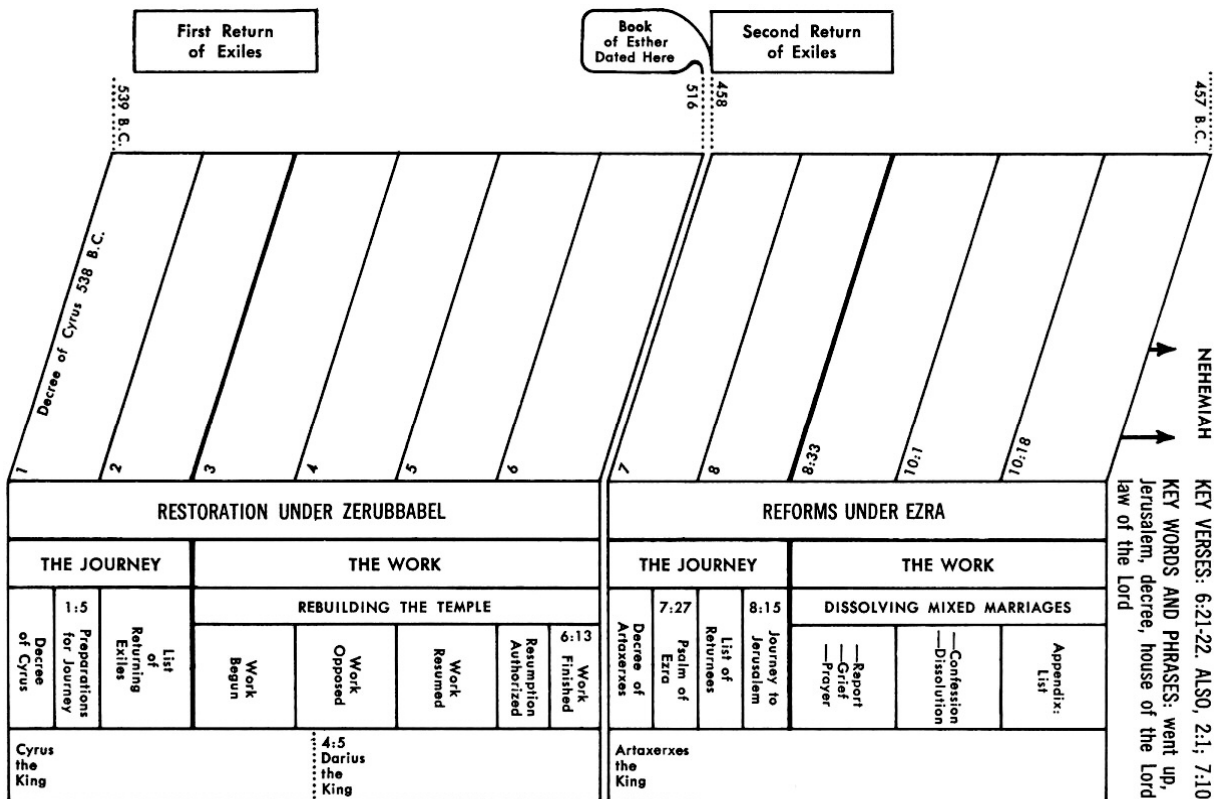 First Return
of Exiles
Book
of Esther
Dated Here
Second Return
of Exiles
539 B.C.
516
458
457 B.C.
Decree of Cyrus 538 B.C.
1
2
3
4
5
6
7
8
8:33
10:1
10:18
NEHEMIAH
KEY VERSES: 6:21-22. ALSO, 2:1; 7:10
KEY WORDS AND PHRASES: went up,
Jerusalem, decree, house of the Lord
law of the Lord
RESTORATION UNDER ZERUBBABEL
REFORMS UNDER EZRA
THE JOURNEY
THE WORK
THE JOURNEY
THE WORK
REBUILDING THE TEMPLE
DISSOLVING MIXED MARRIAGES
Decree
of Cyrus
1:5
Preparations
for Journey
List
of
Returning
Exiles
Work
Begun
Work
Opposed
Work
Resumed
Resumption
Authorized
6:13
Work
Finished
Decree of
Artaxerxes
7:27
Psalm of
Ezra
List of
Returnees
8:15
Journey to
Jerusalem
—Report
—Grief
—Prayer
—Confession
—Dissolution
Appendix:
List
Cyrus
the
King
4:5
Darius
the
King
Artaxerxes
the
King